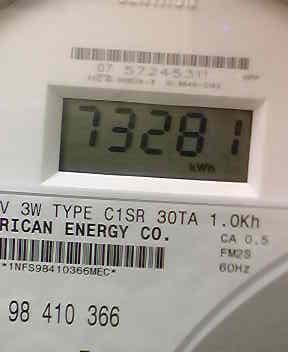 07 57245311
73281
kWh
V 3W TYPE C1SR 30TA 1.0Kh
RICAN ENERGY CO.
CA 0.5
FM2S
*1NFS98410366MEC*
60Hz
98 410 366